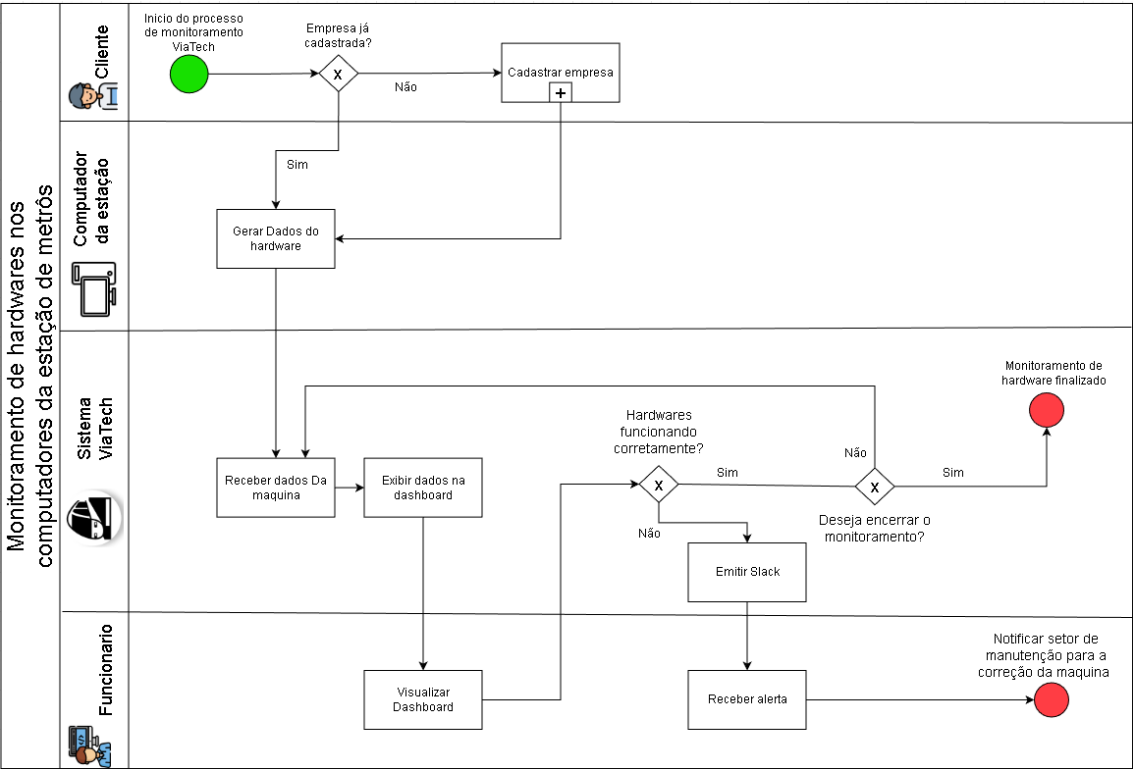 Monitoramento de hardwares nos
computadores da estação de metrôs
Cliente
Inicio do processo
de monitoramento
ViaTech
Empresa já
cadastrada?
X
Não
Cadastrar empresa
+
Sim
Computador
da estação
Gerar Dados do
hardware
Sistema
ViaTech
Receber dados Da
maquina
Exibir dados na
dashboard
Hardwares
funcionando
corretamente?
X
Sim
Não
Emitir Slack
Não
X
Sim
Deseja encerrar o
monitoramento?
Monitoramento de
hardware finalizado
Funcionario
Visualizar
Dashboard
Receber alerta
Notificar setor de
manutenção para a
correção da maquina